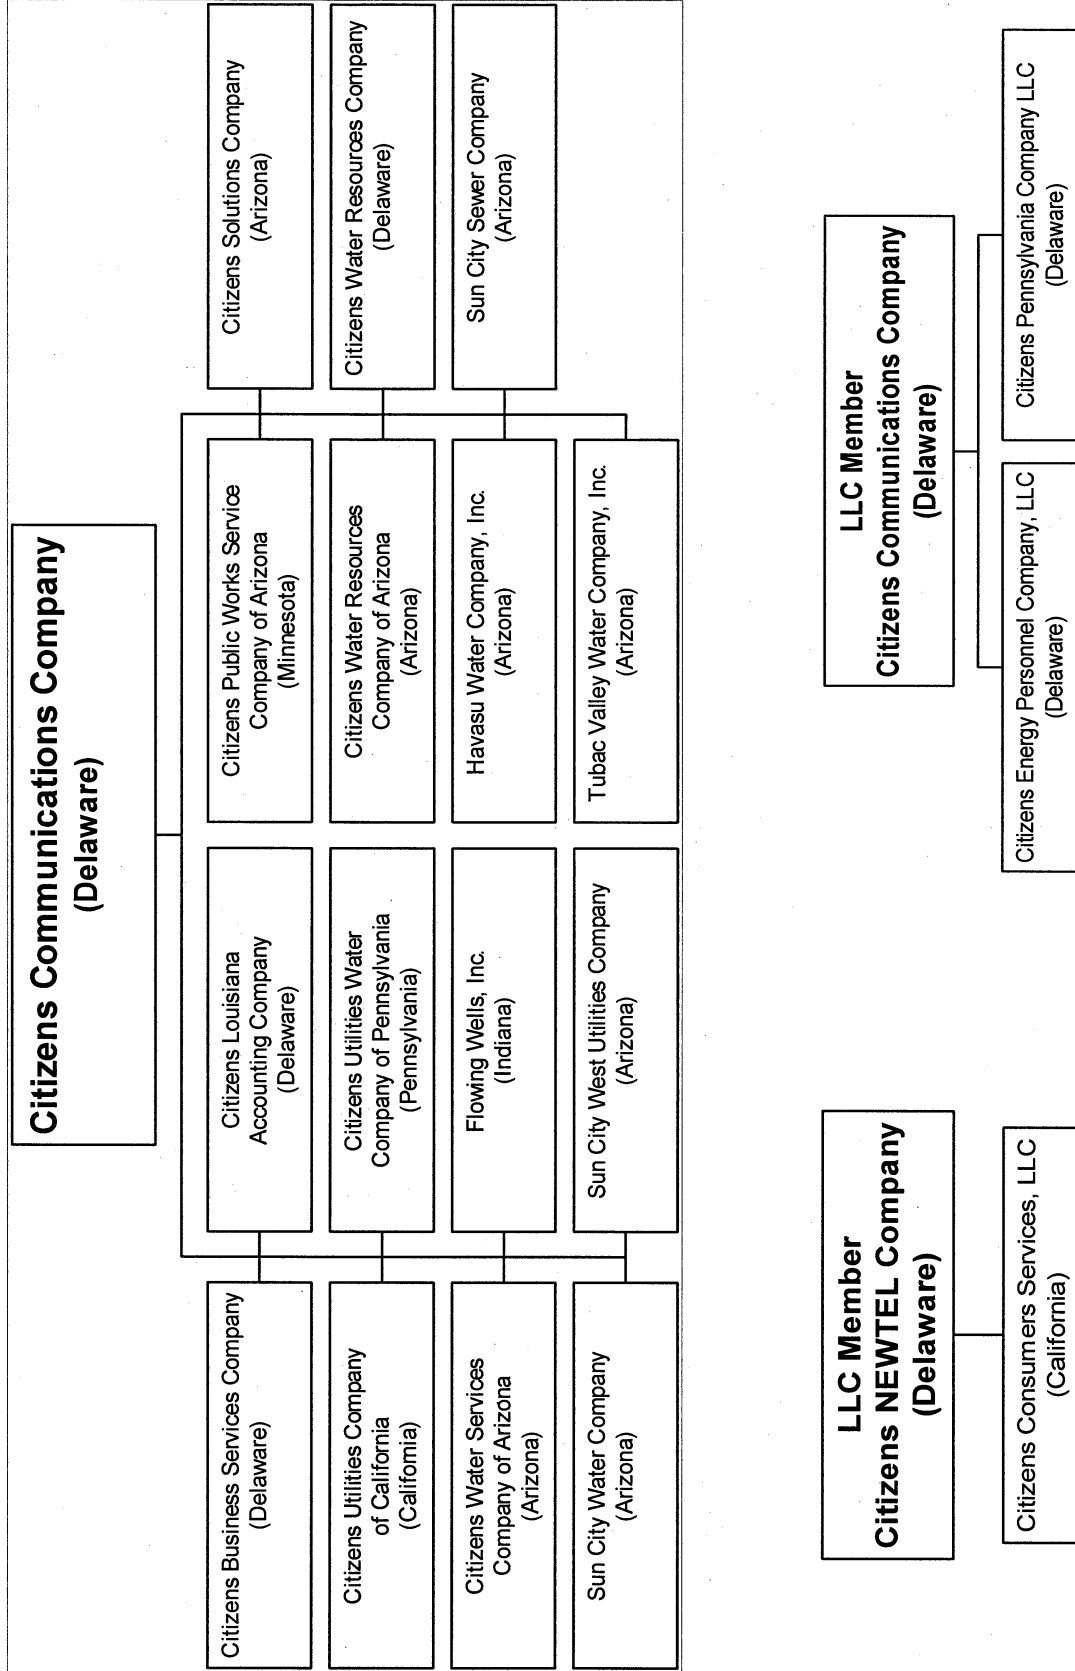 Citizens Communications Company
(Delaware)
Citizens Business Services Company
(Delaware)
Citizens Louisiana
Accounting Company
(Delaware)
Citizens Public Works Service
Company of Arizona
(Minnesota)
Citizens Solutions Company
(Arizona)
Citizens Utilities Company
of California
(California)
Citizens Utilities Water
Company of Pennsylvania
(Pennsylvania)
Citizens Water Resources
Company of Arizona
(Arizona)
Citizens Water Resources Company
(Delaware)
Citizens Water Services
Company of Arizona
(Arizona)
Flowing Wells, Inc.
(Indiana)
Havasu Water Company, Inc.
(Arizona)
Sun City Sewer Company
(Arizona)
Sun City Water Company
(Arizona)
Sun City West Utilities Company
(Arizona)
Tubac Valley Water Company, Inc.
(Arizona)
LLC Member
Citizens NEWTEL Company
(Delaware)
Citizens Consumers Services, LLC
(California)
LLC Member
Citizens Communications Company
(Delaware)
Citizens Energy Personnel Company, LLC
(Delaware)
Citizens Pennsylvania Company LLC
(Delaware)